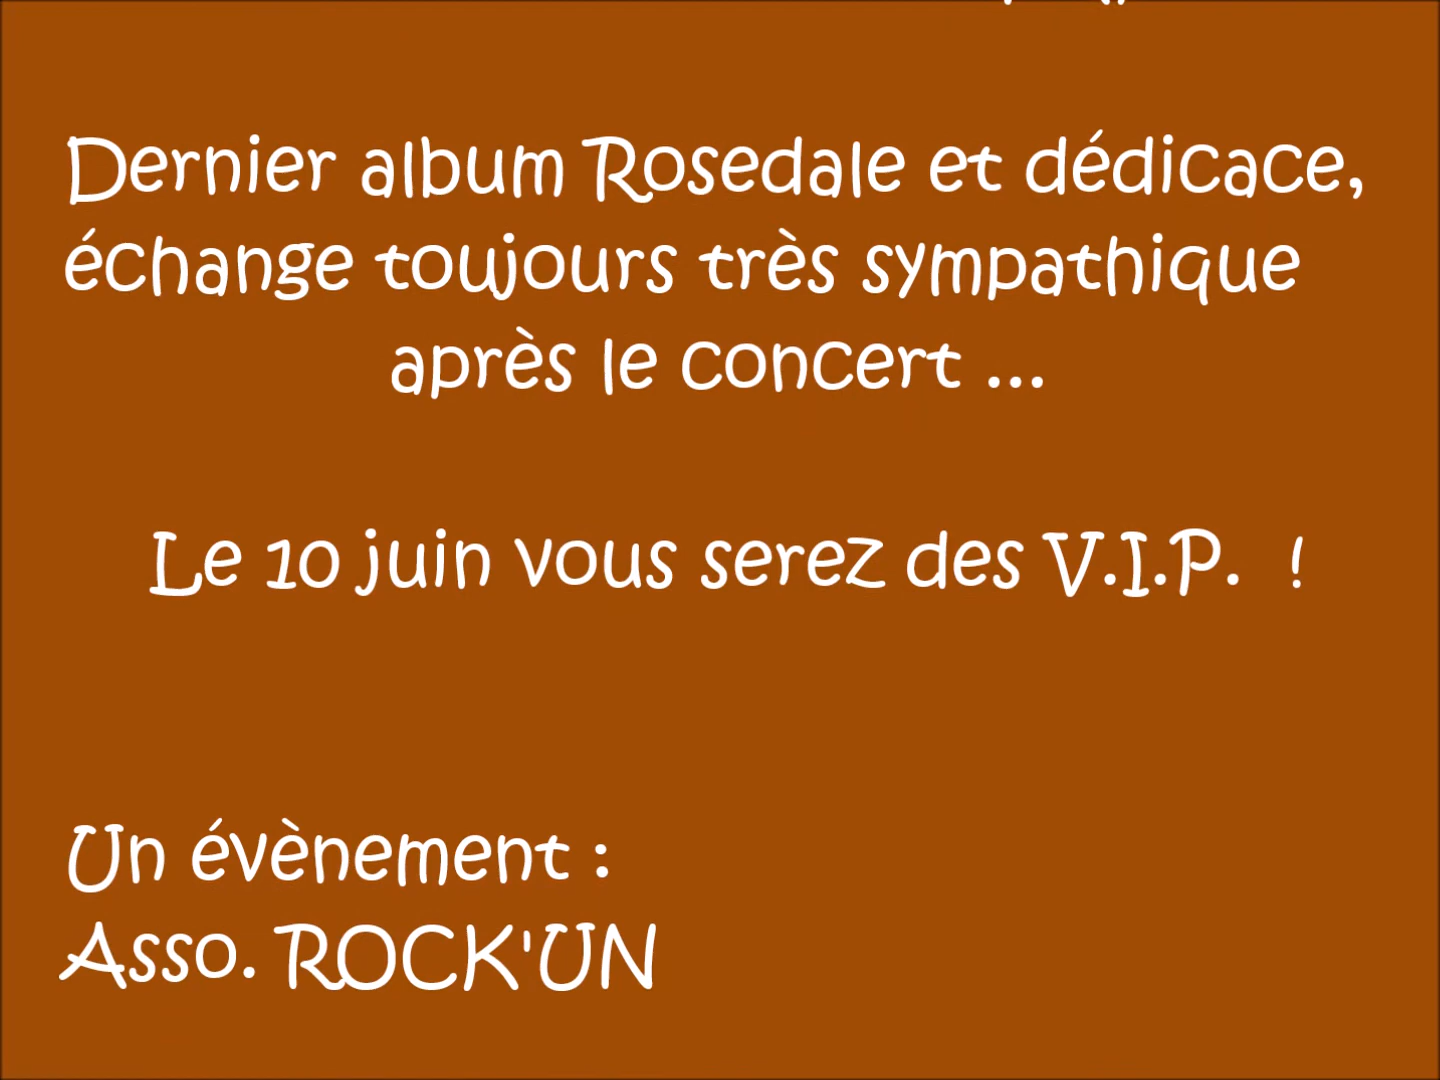 Dernier album Rosedale et dédicace,
échange toujours très sympathique
après le concert ...
Le 10 juin vous serez des V.I.P. !
Un évènement :
Asso. ROCK'UN